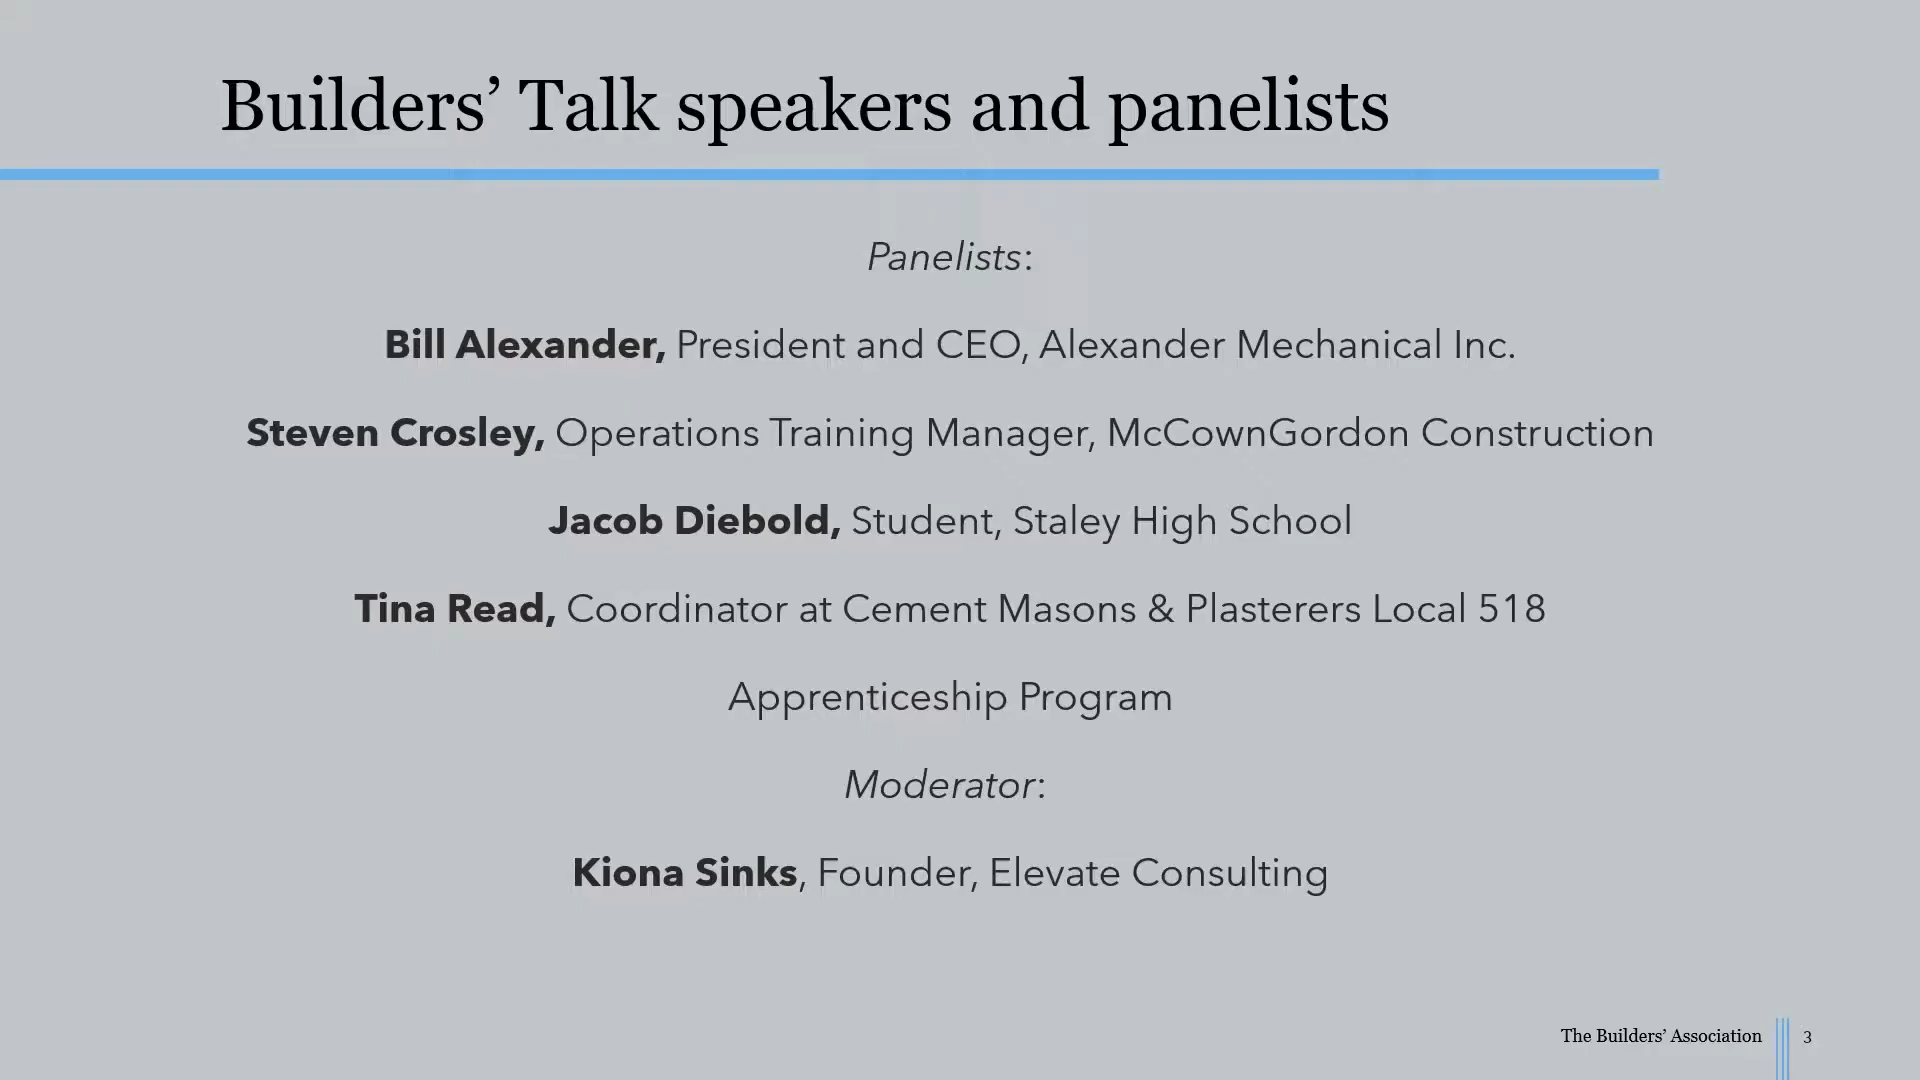 Builders’ Talk speakers and panelists
Panelists:
Bill Alexander, President and CEO, Alexander Mechanical Inc.
Steven Crosley, Operations Training Manager, McCownGordon Construction
Jacob Diebold, Student, Staley High School
Tina Read, Coordinator at Cement Masons & Plasterers Local 518
Apprenticeship Program
Moderator:
Kiona Sinks, Founder, Elevate Consulting
The Builders’ Association 3